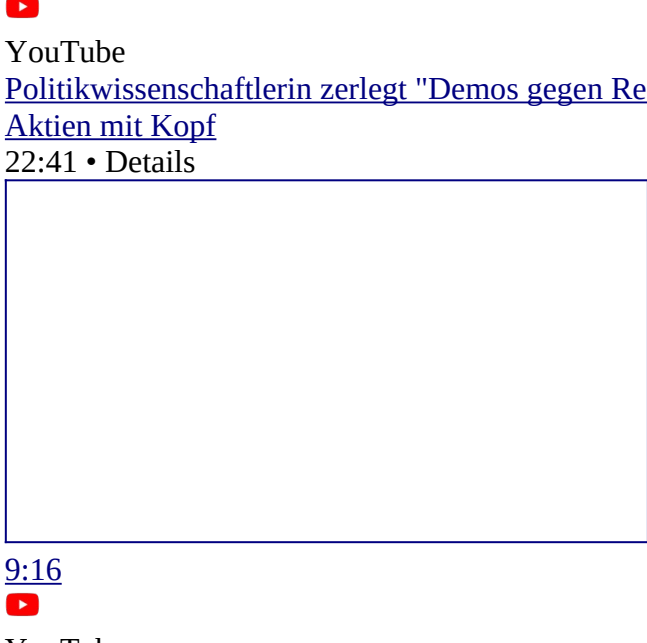 YouTube
Politikwissenschaftlerin zerlegt "Demos gegen Re
Aktien mit Kopf
22:41 • Details
9:16